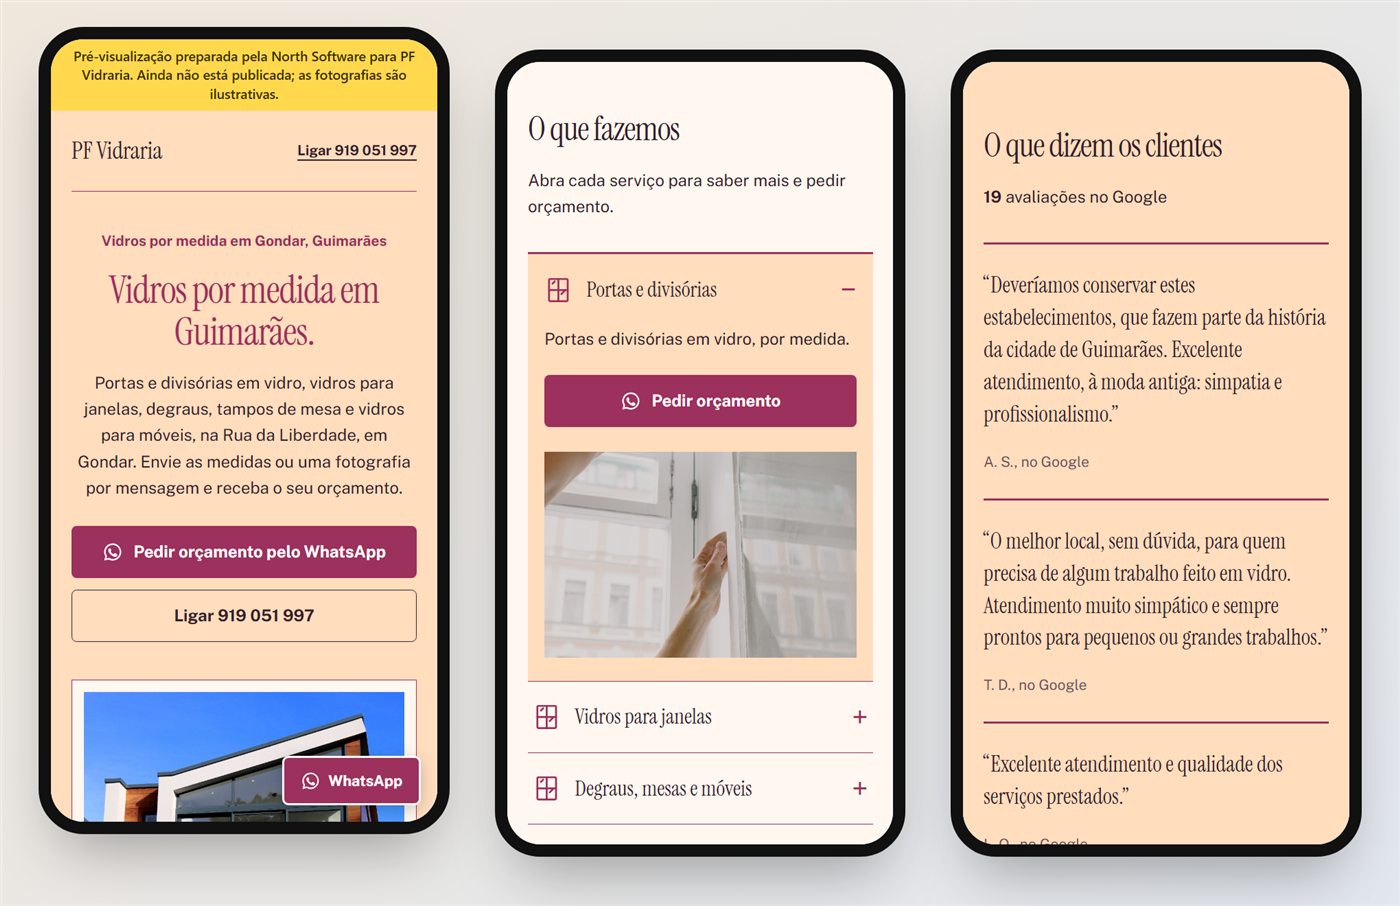 Pré-visualização preparada pela North Software para PF
Vidraria. Ainda não está publicada; as fotografias são
ilustrativas.
PF Vidraria
Ligar 919 051 997
Vidros por medida em Gondar, Guimarães
Vidros por medida em
Guimarães.
Portas e divisórias em vidro, vidros para
janelas, degraus, tampos de mesa e vidros
para móveis, na Rua da Liberdade, em
Gondar. Envie as medidas ou uma fotografia
por mensagem e receba o seu orçamento.
Pedir orçamento pelo WhatsApp
Ligar 919 051 997
WhatsApp
O que fazemos
Abra cada serviço para saber mais e pedir
orçamento.
Portas e divisórias
Portas e divisórias em vidro, por medida.
Pedir orçamento
Vidros para janelas
Degraus, mesas e móveis
O que dizem os clientes
19 avaliações no Google
“Deveríamos conservar estes
estabelecimentos, que fazem parte da história
da cidade de Guimarães. Excelente
atendimento, à moda antiga: simpatia e
profissionalismo.”
A. S., no Google
“O melhor local, sem dúvida, para quem
precisa de algum trabalho feito em vidro.
Atendimento muito simpático e sempre
prontos para pequenos ou grandes trabalhos.”
T. D., no Google
“Excelente atendimento e qualidade dos
serviços prestados.”
no Google